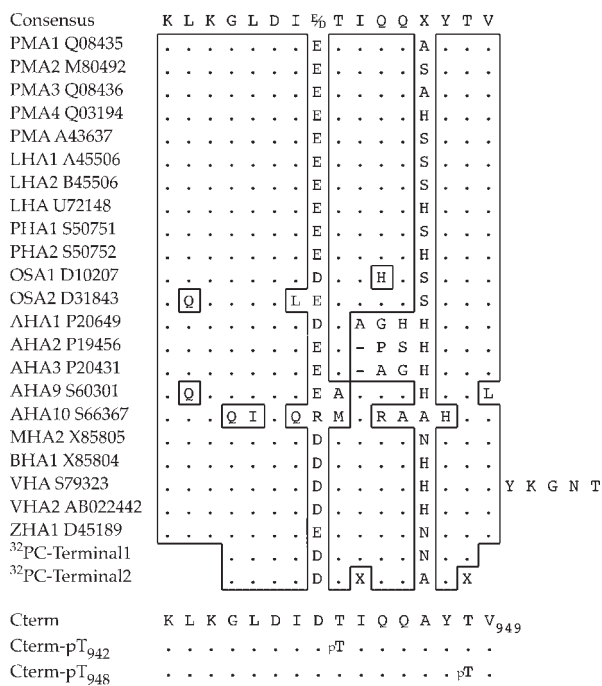 Consensus K L K G L D I E/D T I Q Q X Y T V
PMA1 Q08435 . . . . . . . E . . . . A . . .
PMA2 M80492 . . . . . . . E . . . . S . . .
PMA3 Q08436 . . . . . . . E . . . . A . . .
PMA4 Q03194 . . . . . . . E . . . . H . . .
PMA A43637 . . . . . . . E . . . . S . . .
LHA1 A45506 . . . . . . . E . . . . S . . .
LHA2 B45506 . . . . . . . E . . . . S . . .
LHA U72148 . . . . . . . E . . . . H . . .
PHA1 S50751 . . . . . . . E . . . . S . . .
PHA2 S50752 . . . . . . . E . . . . H . . .
OSA1 D10207 . . . . . . . D . . H . S . . .
OSA2 D31843 . Q . . . . L E . . . . S . . .
AHA1 P20649 . . . . . . . D . A G H H . . .
AHA2 P19456 . . . . . . . E . - P S H . . .
AHA3 P20431 . . . . . . . E . - A G H . . .
AHA9 S60301 . Q . . . . . E A . . . H . . L
AHA10 S66367 . . . Q I . Q R M . R A A H . .
MHA2 X85805 . . . . . . . D . . . . N . . .
BHA1 X85804 . . . . . . . D . . . . H . . .
VHA S79323 . . . . . . . D . . . . H . . . Y K G N T
VHA2 AB022442 . . . . . . . D . . . . H . . .
ZHA1 D45189 . . . . . . . E . . . . N . . .
³²PC-Terminal1 . . . . D . . . . N . .
³²PC-Terminal2 . . . . D . X . . A . X
Cterm K L K G L D I D T I Q Q A Y T V₉₄₉
Cterm-pT₉₄₂ . . . . . . . . pT . . . . . . .
Cterm-pT₉₄₈ . . . . . . . . . . . . . . pT .